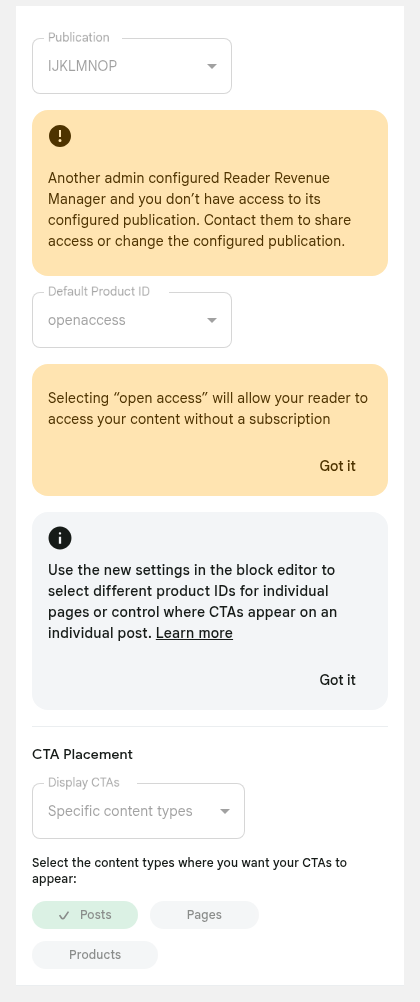 Publication
IJKLMNOP
Another admin configured Reader Revenue
Manager and you don’t have access to its
configured publication. Contact them to share
access or change the configured publication.
Default Product ID
openaccess
Selecting “open access” will allow your reader to
access your content without a subscription
Got it
Use the new settings in the block editor to
select different product IDs for individual
pages or control where CTAs appear on an
individual post. Learn more
Got it
CTA Placement
Display CTAs
Specific content types
Select the content types where you want your CTAs to
appear:
Posts
Pages
Products